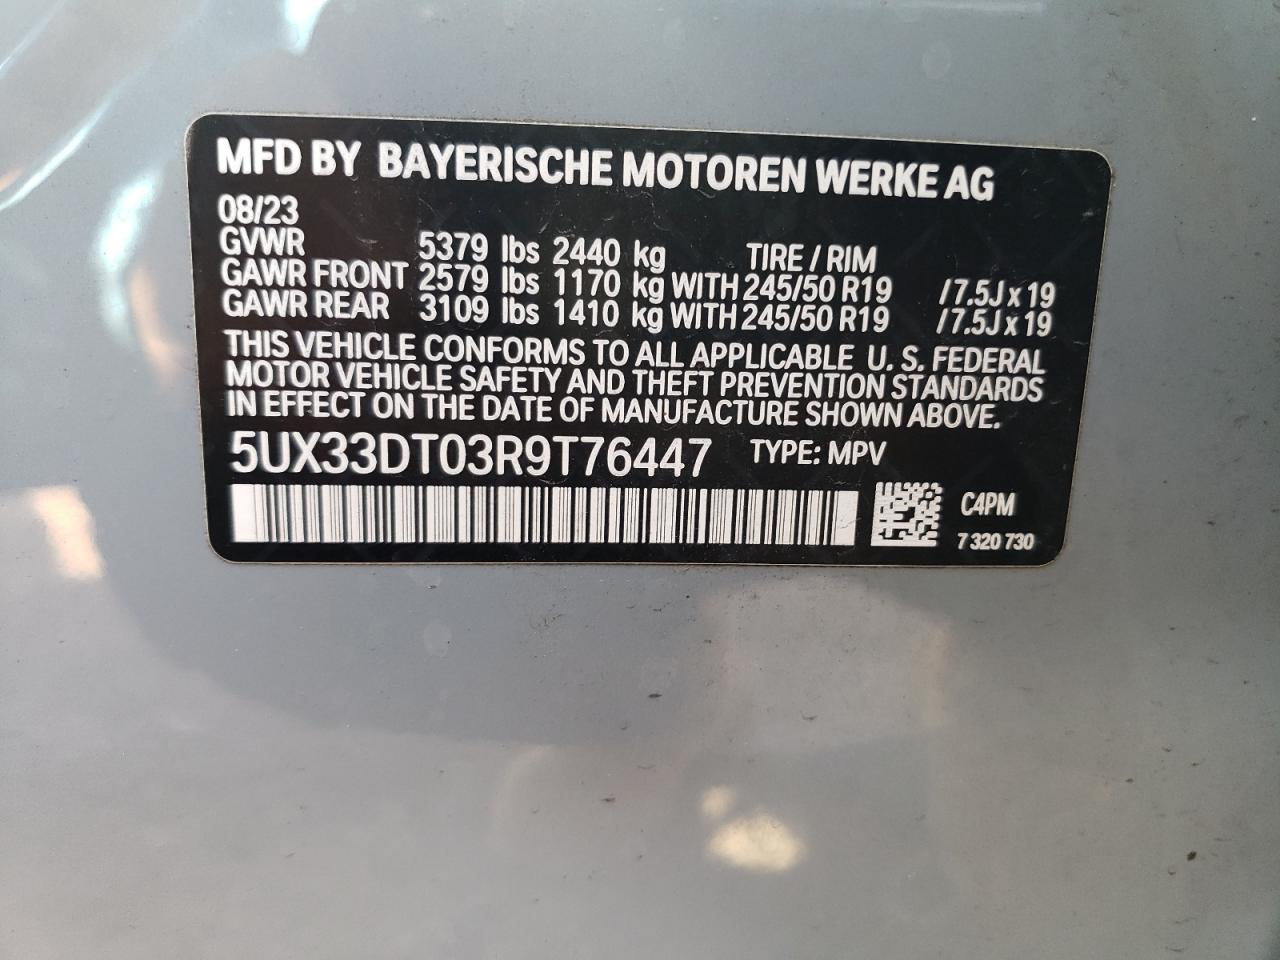 MFD BY BAYERISCHE MOTOREN WERKE AG
08/23
GVWR 5379 lbs 2440 kg TIRE / RIM
GAWR FRONT 2579 lbs 1170 kg WITH 245/50 R19 /7.5J x 19
GAWR REAR 3109 lbs 1410 kg WITH 245/50 R19 /7.5J x 19
THIS VEHICLE CONFORMS TO ALL APPLICABLE U. S. FEDERAL
MOTOR VEHICLE SAFETY AND THEFT PREVENTION STANDARDS
IN EFFECT ON THE DATE OF MANUFACTURE SHOWN ABOVE.
5UX33DT03R9T76447 TYPE: MPV
C4PM
7 320 730